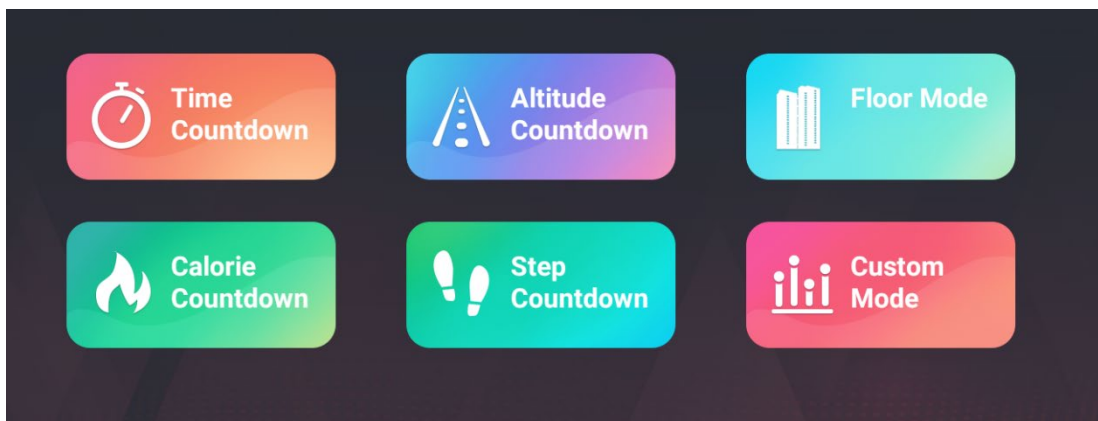 Time
Countdown
Altitude
Countdown
Floor Mode
Calorie
Countdown
Step
Countdown
Custom
Mode